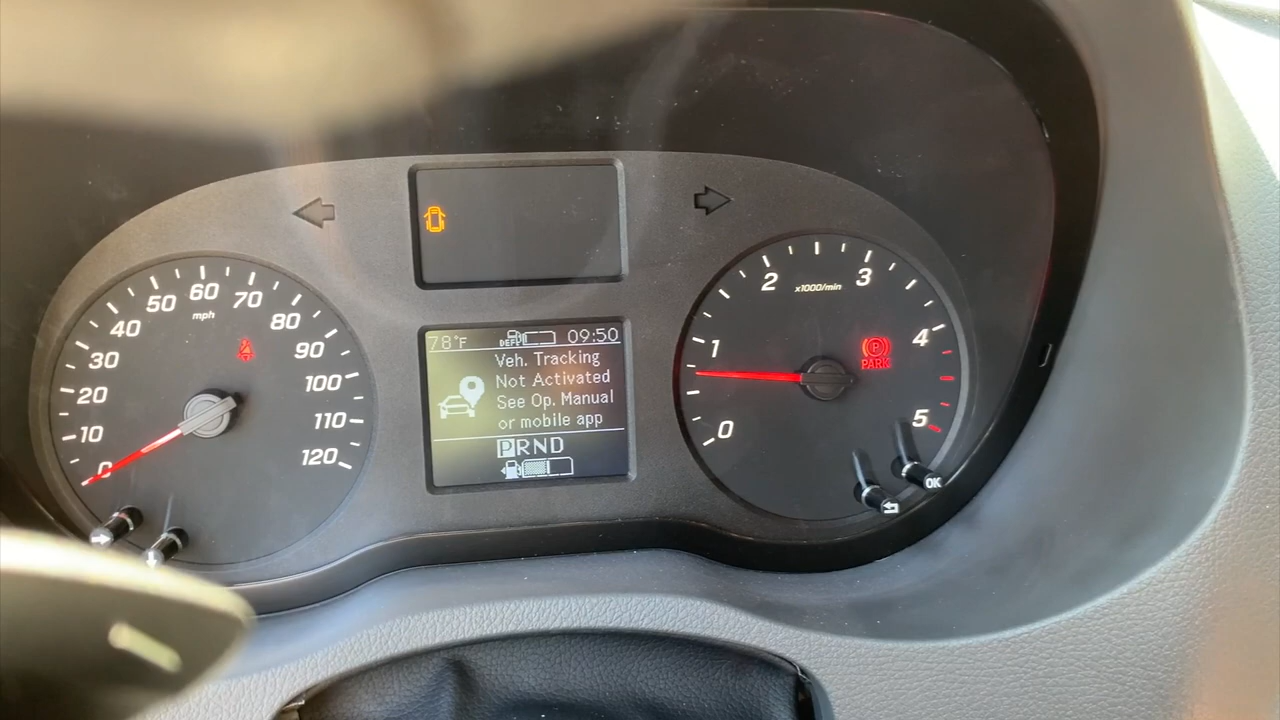 0
10
20
30
40
50
60
70
80
90
100
110
120
mph
78°F
DEF
09:50
Veh. Tracking
Not Activated
See Op. Manual
or mobile app
PRND
0
1
2
3
4
5
x1000/min
P
PARK
OK